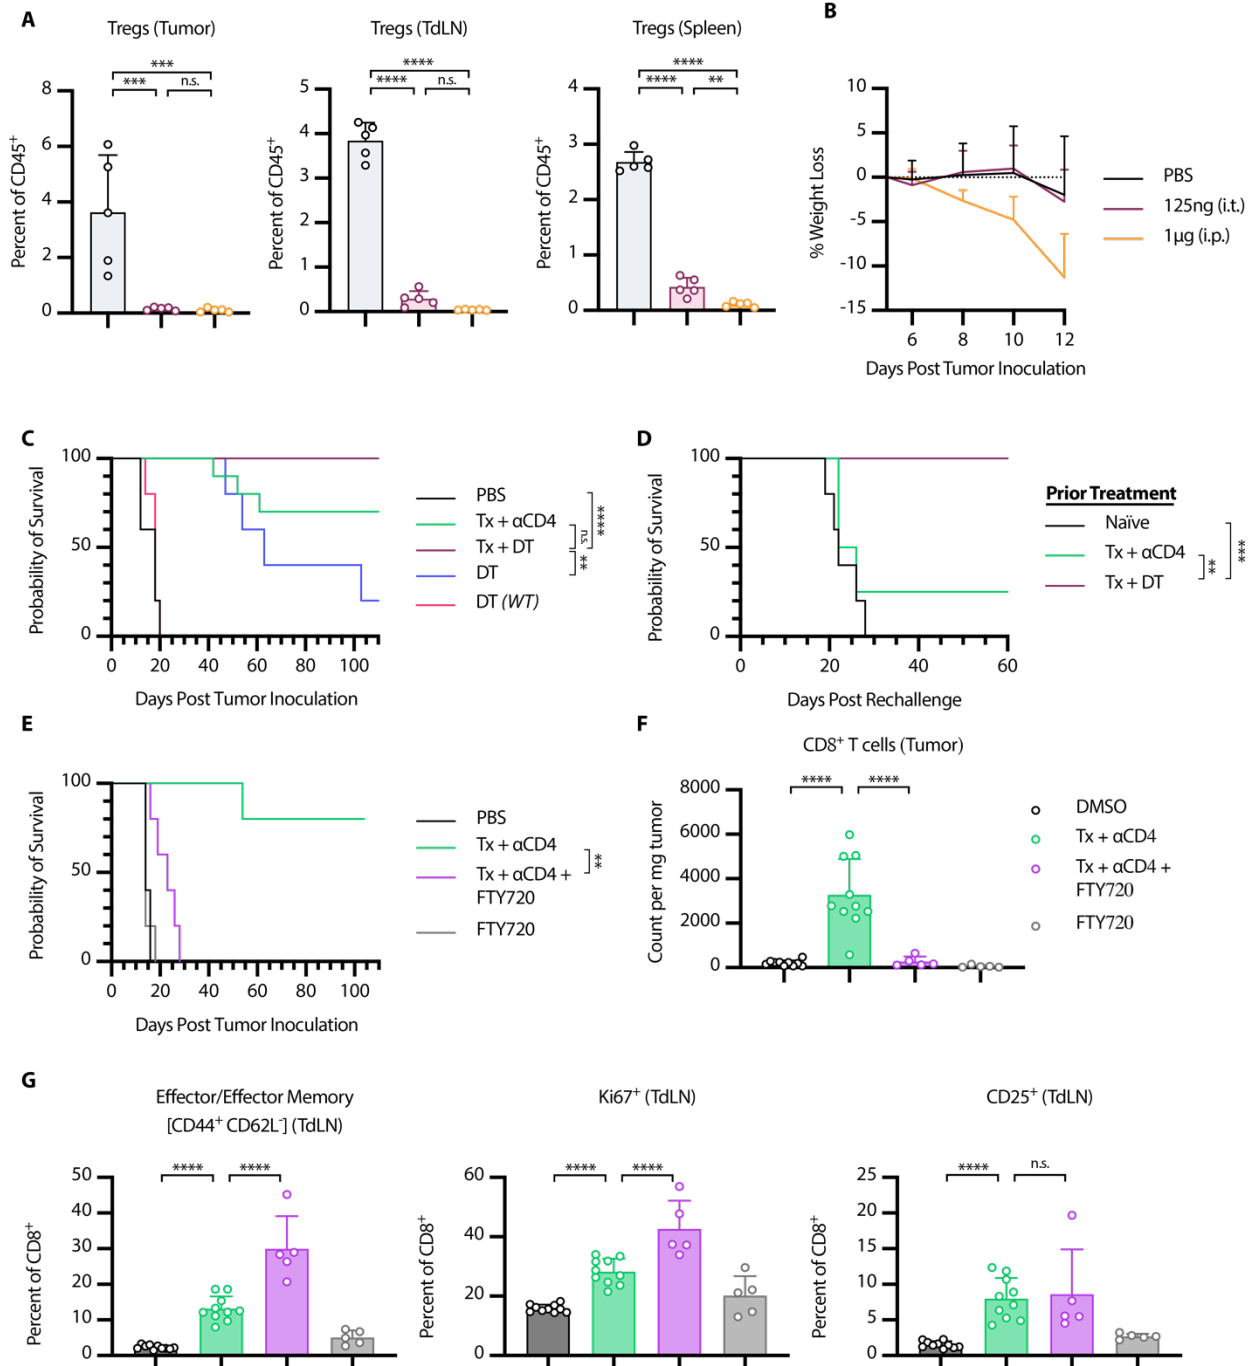 A
Tregs (Tumor)
Tregs (TdLN)
Tregs (Spleen)
B
***
***
n.s.
****
****
n.s.
****
****
**
Percent of CD45+
8
6
4
2
0
Percent of CD45+
5
4
3
2
1
0
Percent of CD45+
4
3
2
1
0
% Weight Loss
10
5
0
-5
-10
-15
6
8
10
12
Days Post Tumor Inoculation
PBS
125ng (i.t.)
1μg (i.p.)
C
Probability of Survival
100
50
0
0
20
40
60
80
100
Days Post Tumor Inoculation
PBS
Tx + αCD4
Tx + DT
DT
DT (WT)
****
n.s.
**
D
Probability of Survival
100
50
0
0
20
40
60
Days Post Rechallenge
Prior Treatment
Naïve
Tx + αCD4
Tx + DT
**
***
E
Probability of Survival
100
50
0
0
20
40
60
80
100
Days Post Tumor Inoculation
PBS
Tx + αCD4
Tx + αCD4 +
FTY720
FTY720
**
F
CD8+ T cells (Tumor)
****
****
Count per mg tumor
8000
6000
4000
2000
0
DMSO
Tx + αCD4
Tx + αCD4 +
FTY720
FTY720
G
Effector/Effector Memory
[CD44+ CD62L-] (TdLN)
****
****
Percent of CD8+
50
40
30
20
10
0
Ki67+ (TdLN)
****
****
Percent of CD8+
60
40
20
0
CD25+ (TdLN)
****
n.s.
Percent of CD8+
25
20
15
10
5
0